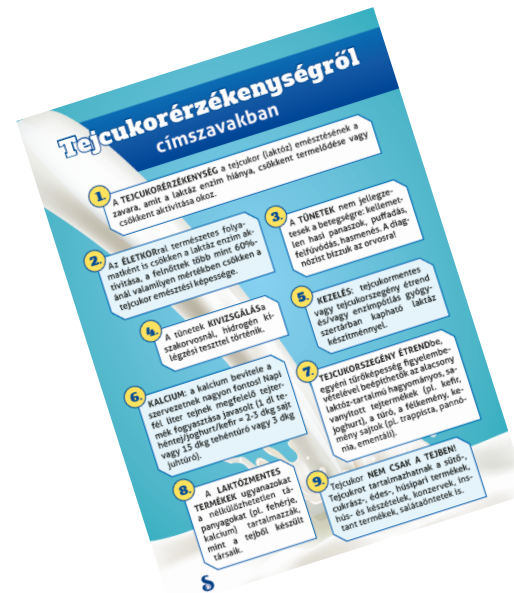 Tejcukorérzékenységről
címszavakban
1.
A TEJCUKORÉRZÉKENYSÉG a tejcukor (laktóz) emésztésének a
zavara, amit a laktáz enzim hiánya, csökkent termelődése vagy
csökkent aktivitása okoz.
2.
Az ÉLETKORral természetes folya-
matként is csökken a laktáz enzim ak-
tivitása, a felnőttek több mint 60%-
ánál valamilyen mértékben csökken a
tejcukor emésztési képessége.
3.
A TÜNETEK nem jellegze-
tesek a betegségre: kellemet-
len hasi panaszok, puffadás,
felfúvódás, hasmenés. A diag-
nózist bízzuk az orvosra!
4.
A tünetek KIVIZSGÁLÁSa
szakorvosnál, hidrogén ki-
légzési teszttel történik.
5.
KEZELÉS: tejcukormentes
vagy tejcukorszegény étrend
és/vagy enzimpótlás gyógy-
szertárban kapható laktáz
készítménnyel.
6.
KALCIUM: a kalcium bevitele a
szervezetnek nagyon fontos! Napi
fél liter tejnek megfelelő tejter-
mék fogyasztása javasolt (1 dl te-
héntej/joghurt/kefir = 2-3 dkg sajt
vagy 15 dkg tehéntúró vagy 3 dkg
juhtúró).
7.
TEJCUKORSZEGÉNY ÉTRENDbe,
egyéni tűrőképesség figyelembe-
vételével beépíthetők az alacsony
laktóz-tartalmú hagyományos, sa-
vanyított tejtermékek (pl. kefir,
joghurt), a túró, a félkemény, ke-
mény sajtok (pl. trappista, pannó-
nia, ementáli).
8.
A LAKTÓZMENTES
TERMÉKEK ugyanazokat
a nélkülözhetetlen tá-
panyagokat (pl. fehérje,
kalcium) tartalmazzák,
mint a tejből készült
társaik.
9.
Tejcukor NEM CSAK A TEJBEN!
Tejcukrot tartalmazhatnak a sütő-,
cukrász-, édes-, húsipari termékek,
hús- és készételek, konzervek, ins-
tant termékek, salátaöntetek is.